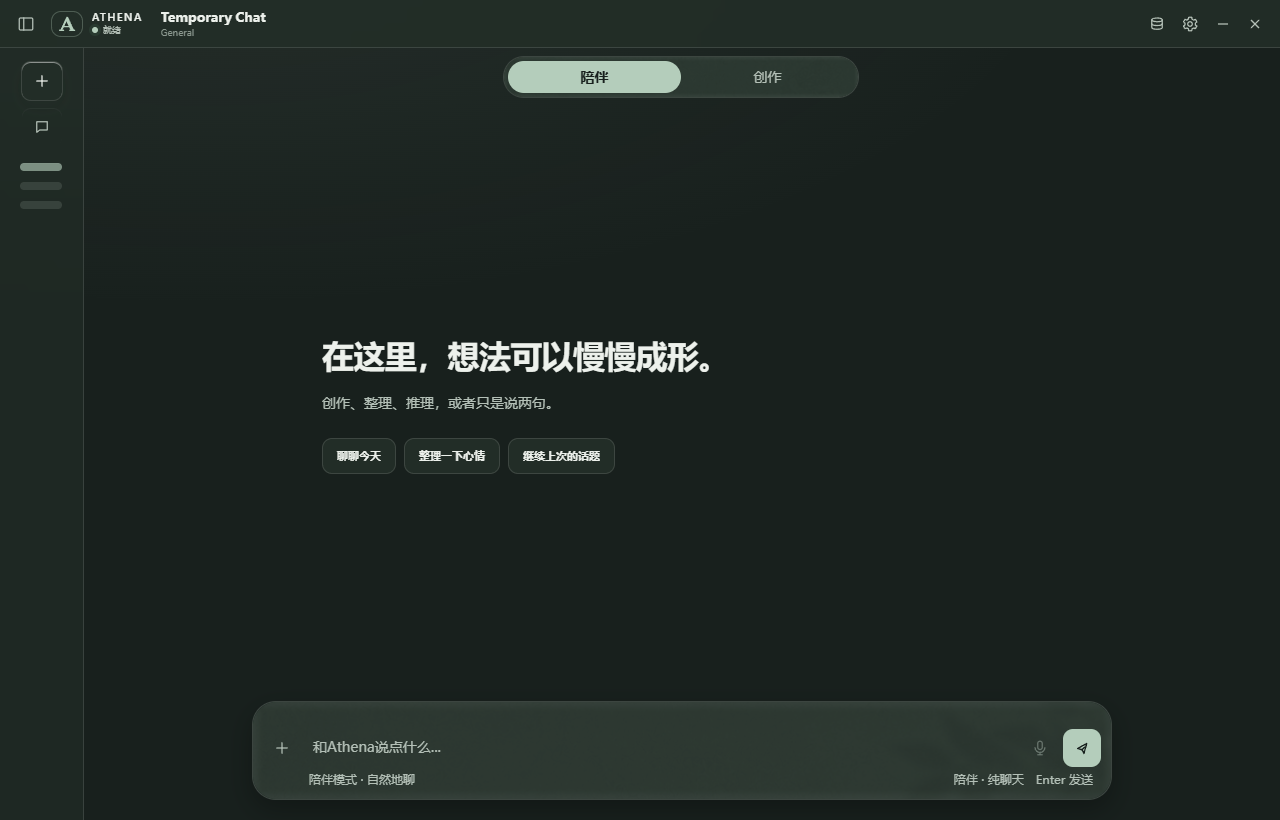 A
ATHENA
就绪
Temporary Chat
General
陪伴
创作
在这里，想法可以慢慢成形。
创作、整理、推理，或者只是说两句。
聊聊今天
整理一下心情
继续上次的话题
和Athena说点什么...
陪伴模式 · 自然地聊
陪伴 · 纯聊天
Enter 发送